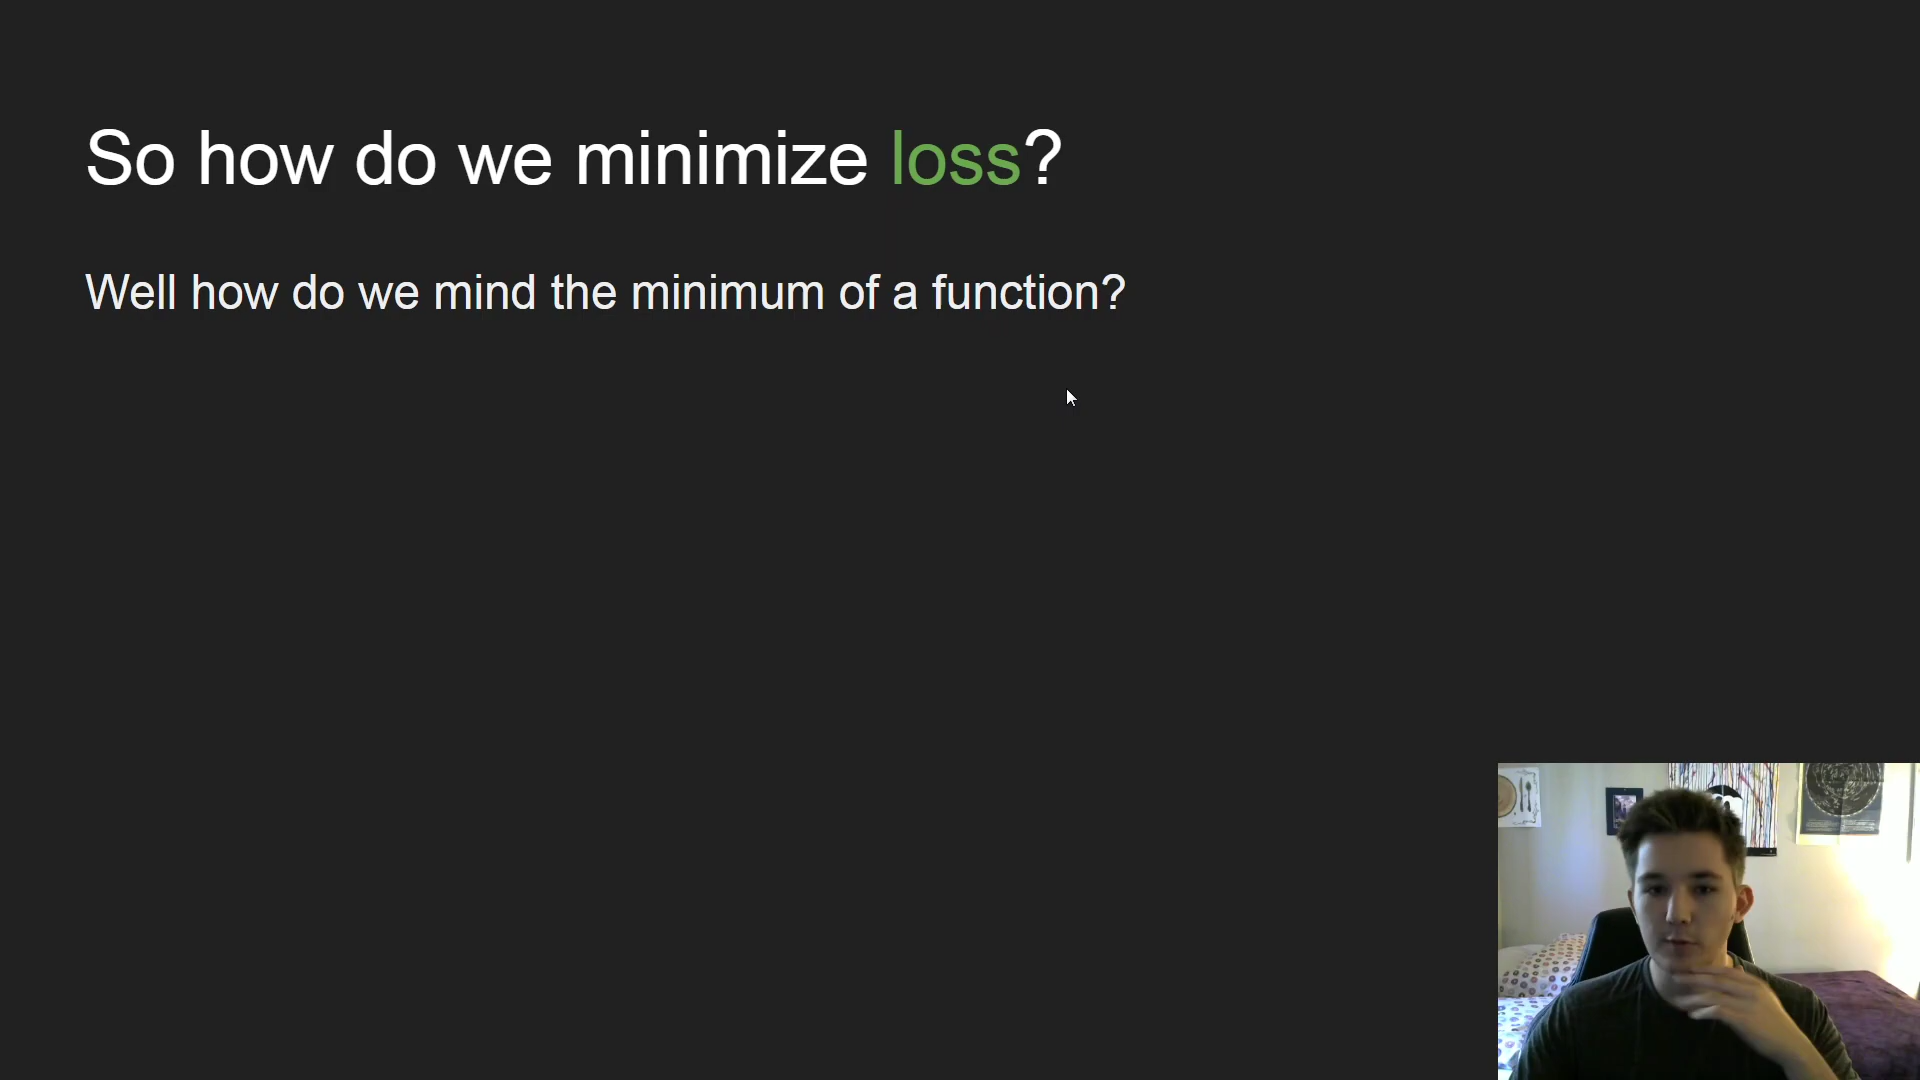 So how do we minimize loss?
Well how do we mind the minimum of a function?